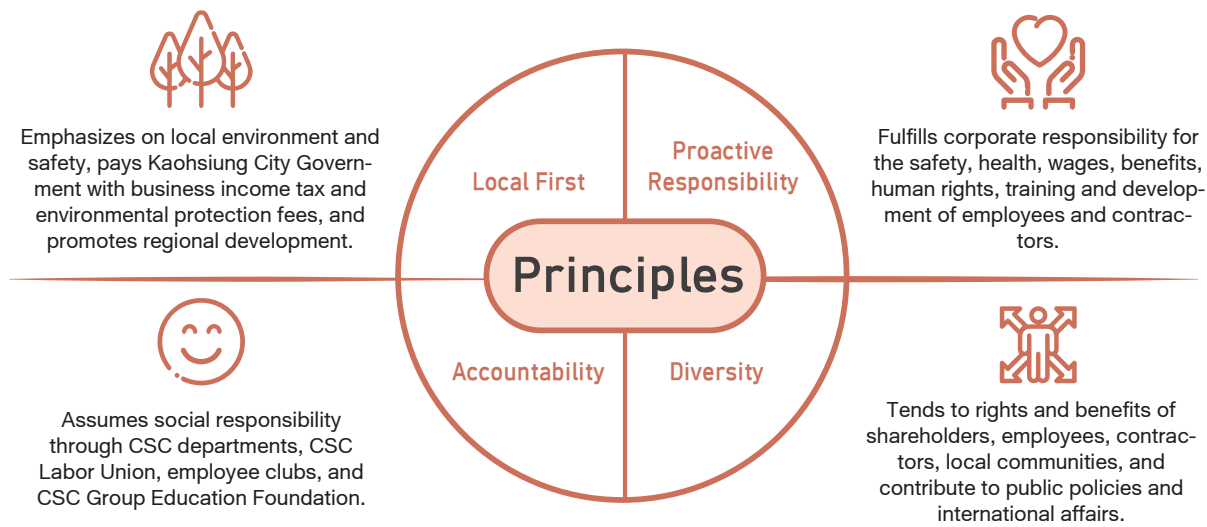 Emphasizes on local environment and
safety, pays Kaohsiung City Govern-
ment with business income tax and
environmental protection fees, and
promotes regional development.
Local First
Proactive
Responsibility
Fulfills corporate responsibility for
the safety, health, wages, benefits,
human rights, training and develop-
ment of employees and contrac-
tors.
Principles
Assumes social responsibility
through CSC departments, CSC
Labor Union, employee clubs, and
CSC Group Education Foundation.
Accountability
Diversity
Tends to rights and benefits of
shareholders, employees, contrac-
tors, local communities, and
contribute to public policies and
international affairs.